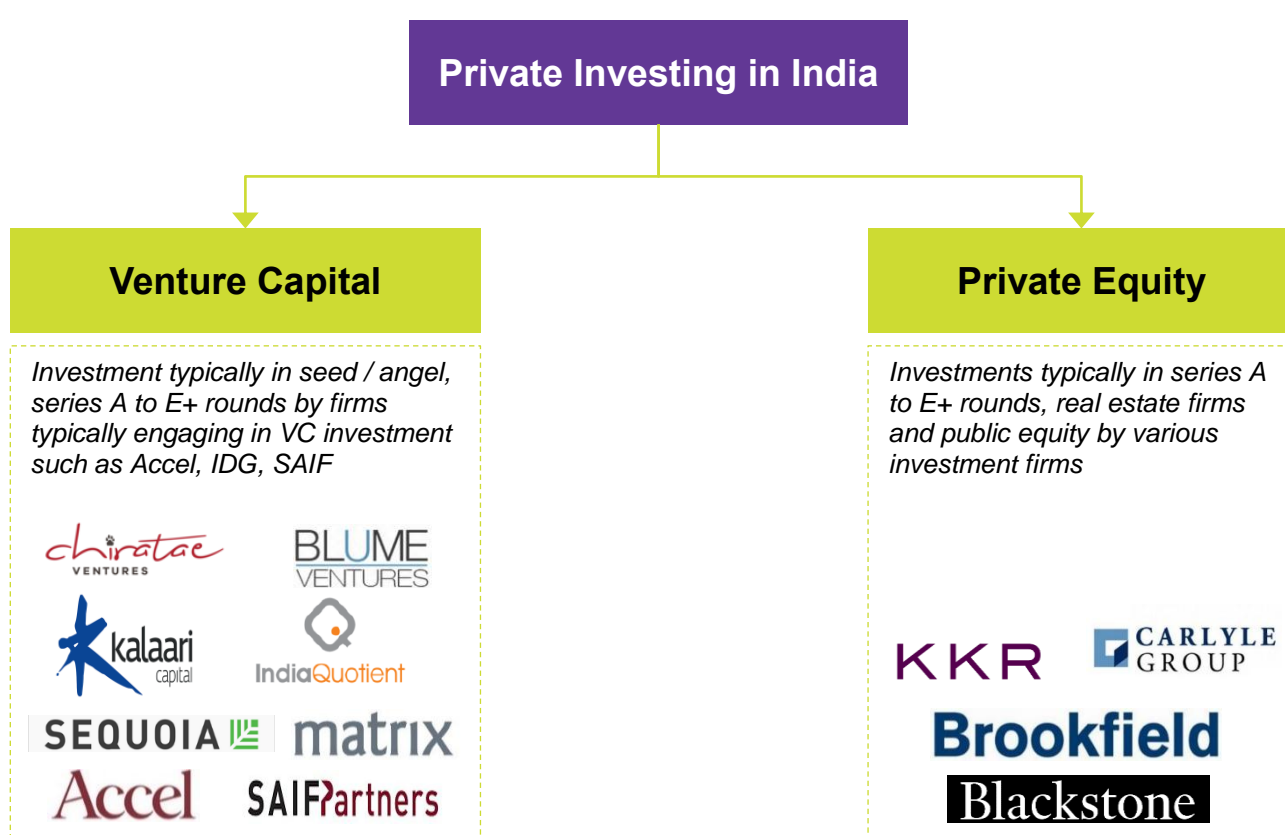 Private Investing in India
Venture Capital
Investment typically in seed / angel,
series A to E+ rounds by firms
typically engaging in VC investment
such as Accel, IDG, SAIF
chiratae
VENTURES
BLUME
VENTURES
kalaari
capital
IndiaQuotient
SEQUOIA
matrix
Accel
SAIFPartners
Private Equity
Investments typically in series A
to E+ rounds, real estate firms
and public equity by various
investment firms
KKR
CARLYLE
GROUP
Brookfield
Blackstone